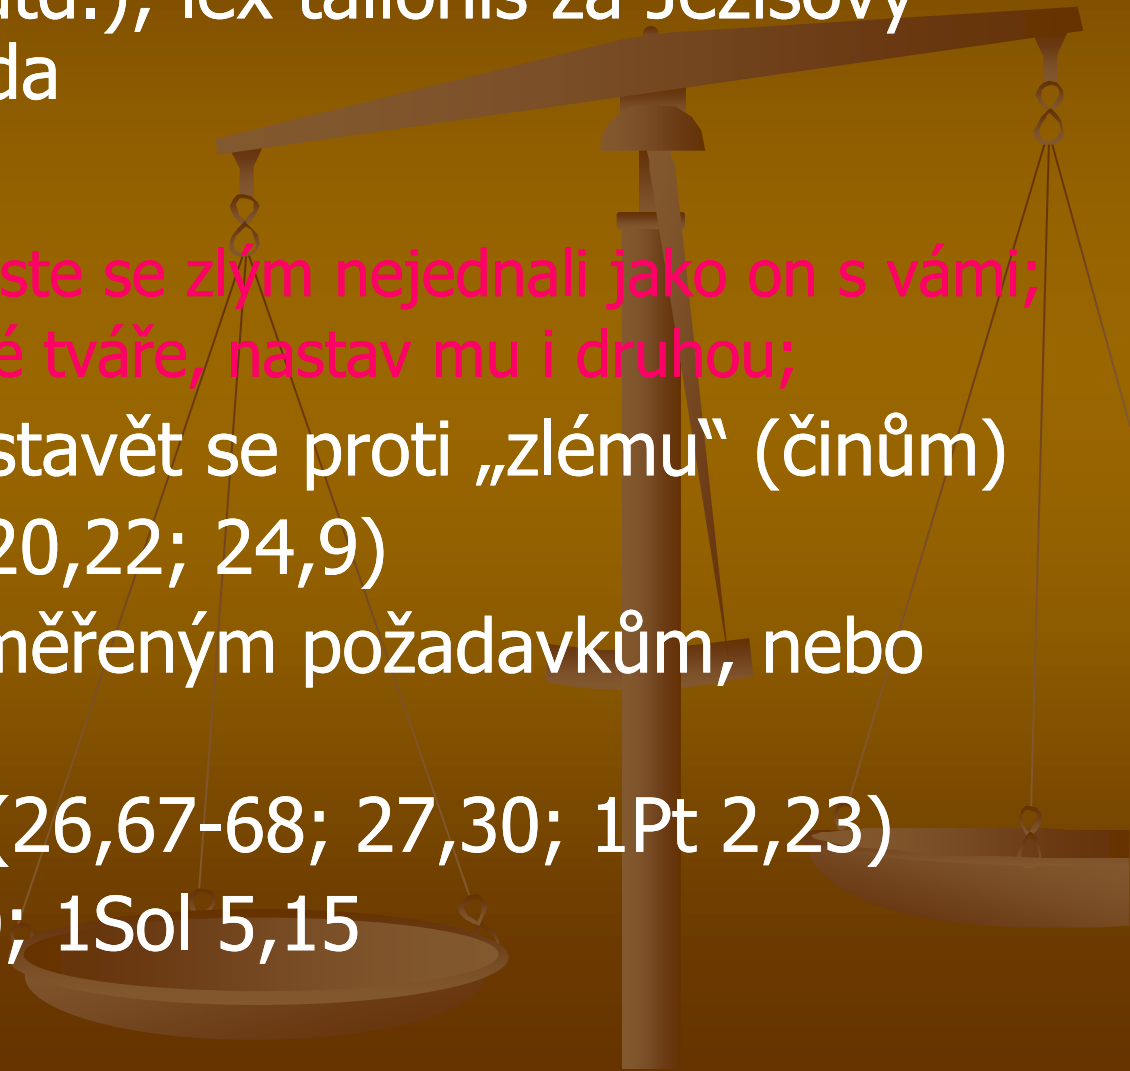 atd.), lex talionis za Ježíšovy
da
ste se zlým nejednali jako on s vámi;
é tváře, nastav mu i druhou;
stavět se proti „zlému“ (činům)
20,22; 24,9)
měřeným požadavkům, nebo
(26,67-68; 27,30; 1Pt 2,23)
; 1Sol 5,15